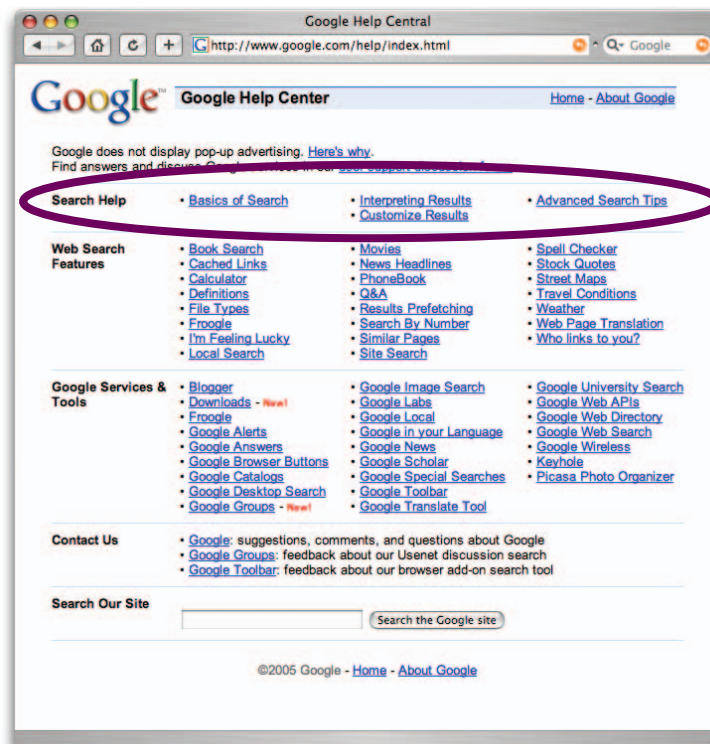 Google Help Central
http://www.google.com/help/index.html
Google
Google™ Google Help Center Home - About Google
Google does not display pop-up advertising. Here's why.
Find answers and discuss Google services in our user support discussion forum.
Search Help • Basics of Search • Interpreting Results • Advanced Search Tips
• Customize Results
Web Search • Book Search • Movies • Spell Checker
Features • Cached Links • News Headlines • Stock Quotes
• Calculator • PhoneBook • Street Maps
• Definitions • Q&A • Travel Conditions
• File Types • Results Prefetching • Weather
• Froogle • Search By Number • Web Page Translation
• I'm Feeling Lucky • Similar Pages • Who links to you?
• Local Search • Site Search
Google Services & • Blogger • Google Image Search • Google University Search
Tools • Downloads - New! • Google Labs • Google Web APIs
• Froogle • Google Local • Google Web Directory
• Google Alerts • Google in your Language • Google Web Search
• Google Answers • Google News • Google Wireless
• Google Browser Buttons • Google Scholar • Keyhole
• Google Catalogs • Google Special Searches • Picasa Photo Organizer
• Google Desktop Search • Google Toolbar
• Google Groups - New! • Google Translate Tool
Contact Us • Google: suggestions, comments, and questions about Google
• Google Groups: feedback about our Usenet discussion search
• Google Toolbar: feedback about our browser add-on search tool
Search Our Site
Search the Google site
©2005 Google - Home - About Google